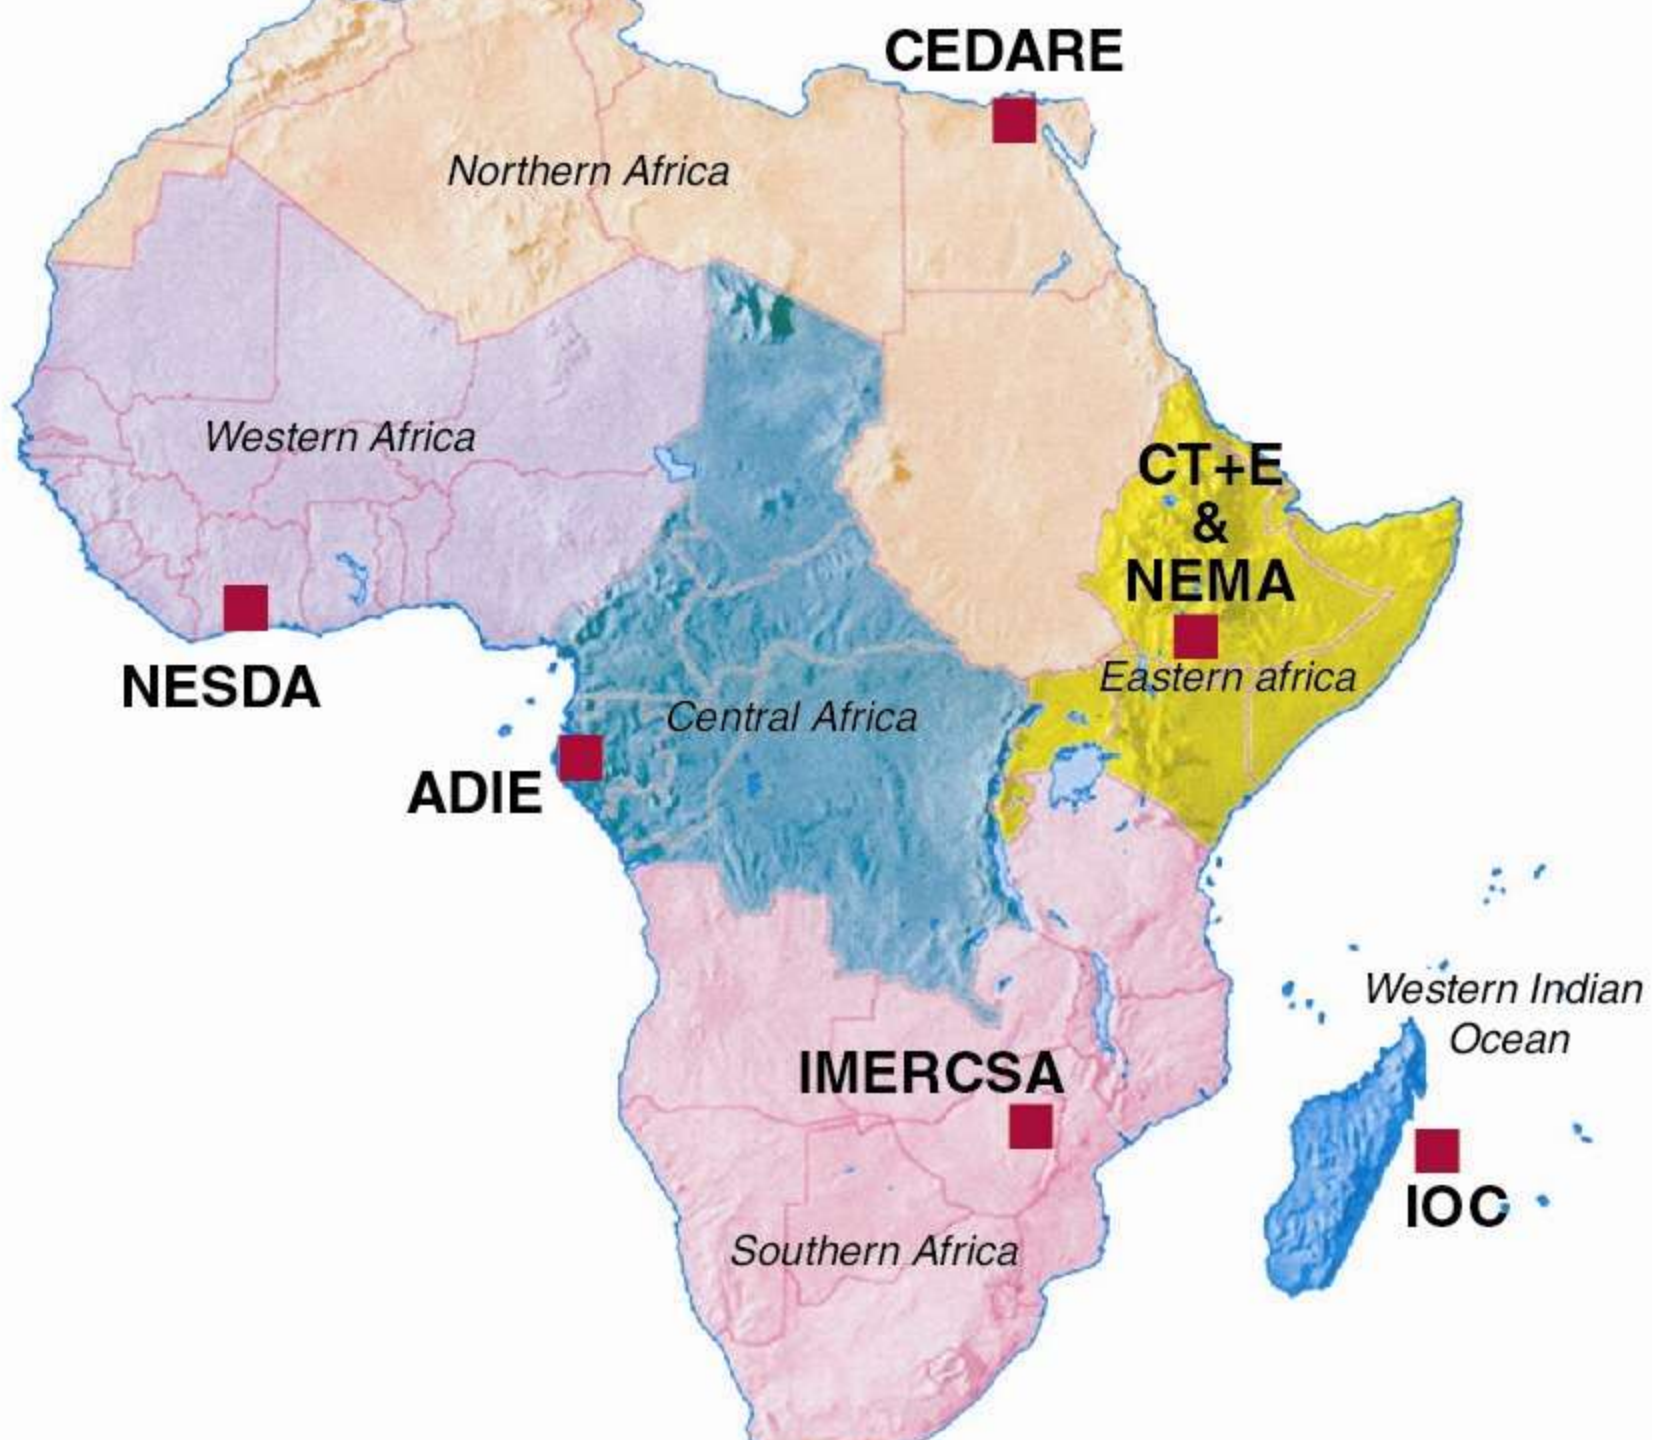 CEDARE
Northern Africa
Western Africa
CT+E
&
NEMA
Eastern africa
NESDA
Central Africa
ADIE
Western Indian
Ocean
IMERCSA
IOC
Southern Africa